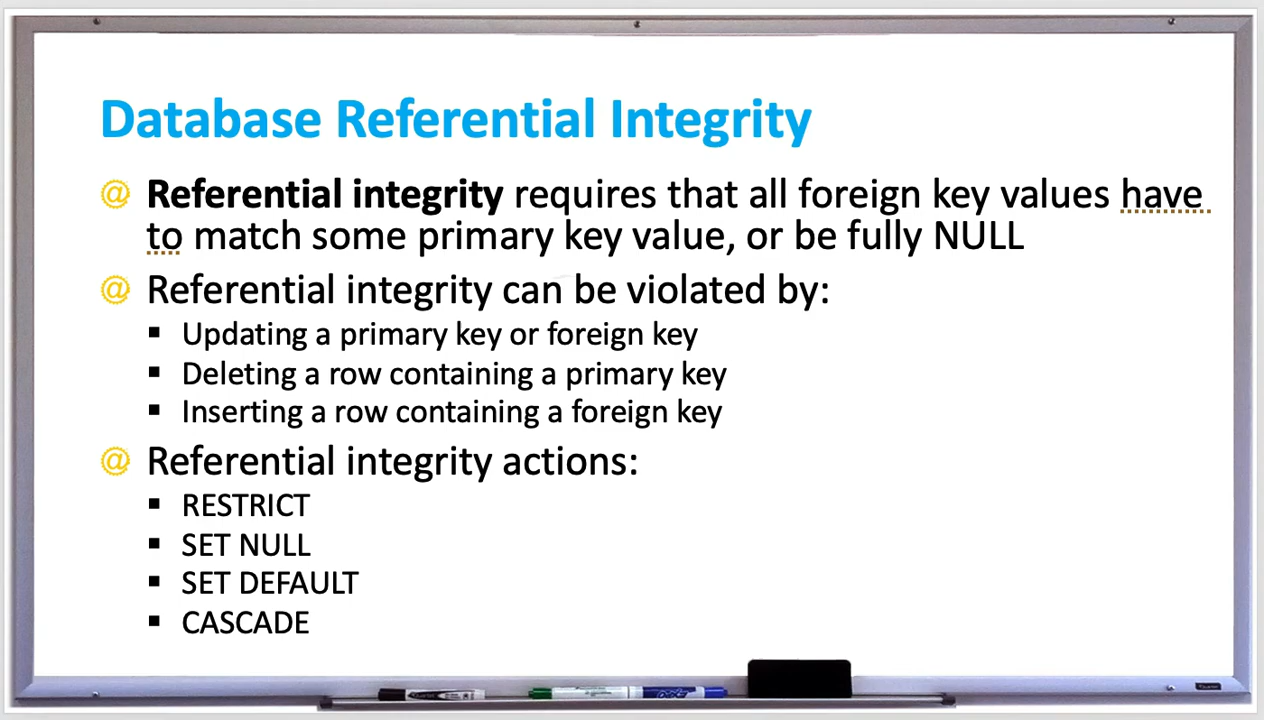 Database Referential Integrity
@ Referential integrity requires that all foreign key values have
to match some primary key value, or be fully NULL
@ Referential integrity can be violated by:
▪ Updating a primary key or foreign key
▪ Deleting a row containing a primary key
▪ Inserting a row containing a foreign key
@ Referential integrity actions:
▪ RESTRICT
▪ SET NULL
▪ SET DEFAULT
▪ CASCADE